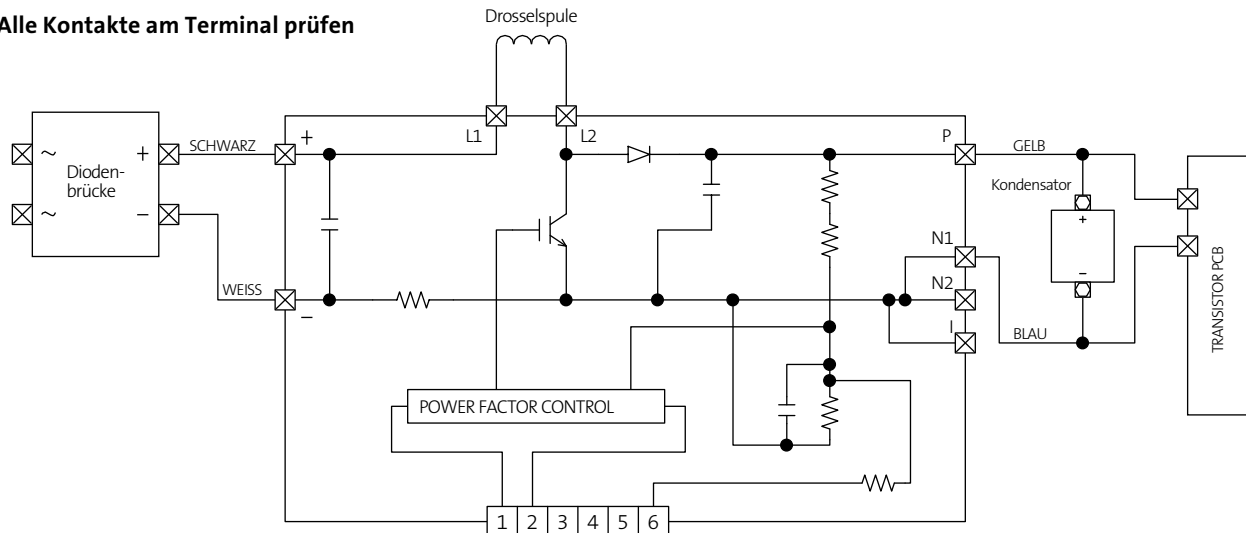 Alle Kontakte am Terminal prüfen
Drosselspule
L1
L2
P
+
SCHWARZ
~
+
Dioden-
brücke
~
−
WEISS
−
GELB
Kondensator
+
−
N1
N2
I
BLAU
TRANSISTOR PCB
POWER FACTOR CONTROL
1 2 3 4 5 6